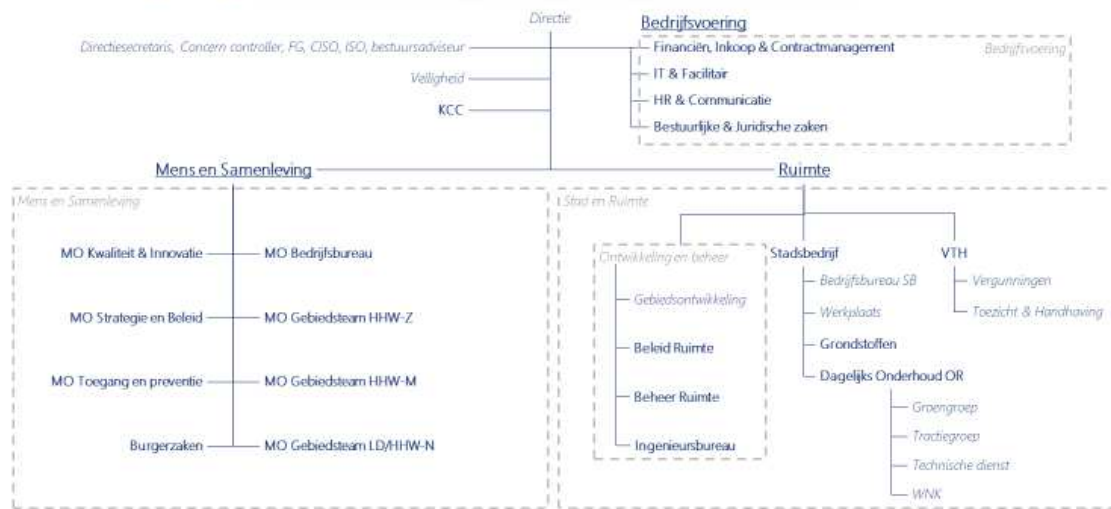 Directie
Bedrijfsvoering
Directiesecretaris, Concern controller, FG, CISO, ISO, bestuursadviseur
Financiën, Inkoop & Contractmanagement
Bedrijfsvoering
Veiligheid
IT & Facilitair
KCC
HR & Communicatie
Bestuurlijke & Juridische zaken
Mens en Samenleving
Ruimte
Mens en Samenleving
Stad en Ruimte
MO Kwaliteit & Innovatie
MO Bedrijfsbureau
MO Strategie en Beleid
MO Gebiedsteam HHW-Z
MO Toegang en preventie
MO Gebiedsteam HHW-M
Burgerzaken
MO Gebiedsteam LD/HHW-N
Ontwikkeling en beheer
Gebiedsontwikkeling
Beleid Ruimte
Beheer Ruimte
Ingenieursbureau
Stadsbedrijf
Bedrijfsbureau SB
Werkplaats
Grondstoffen
Dagelijks Onderhoud OR
Groengroep
Tractiegroep
Technische dienst
WNK
VTH
Vergunningen
Toezicht & Handhaving